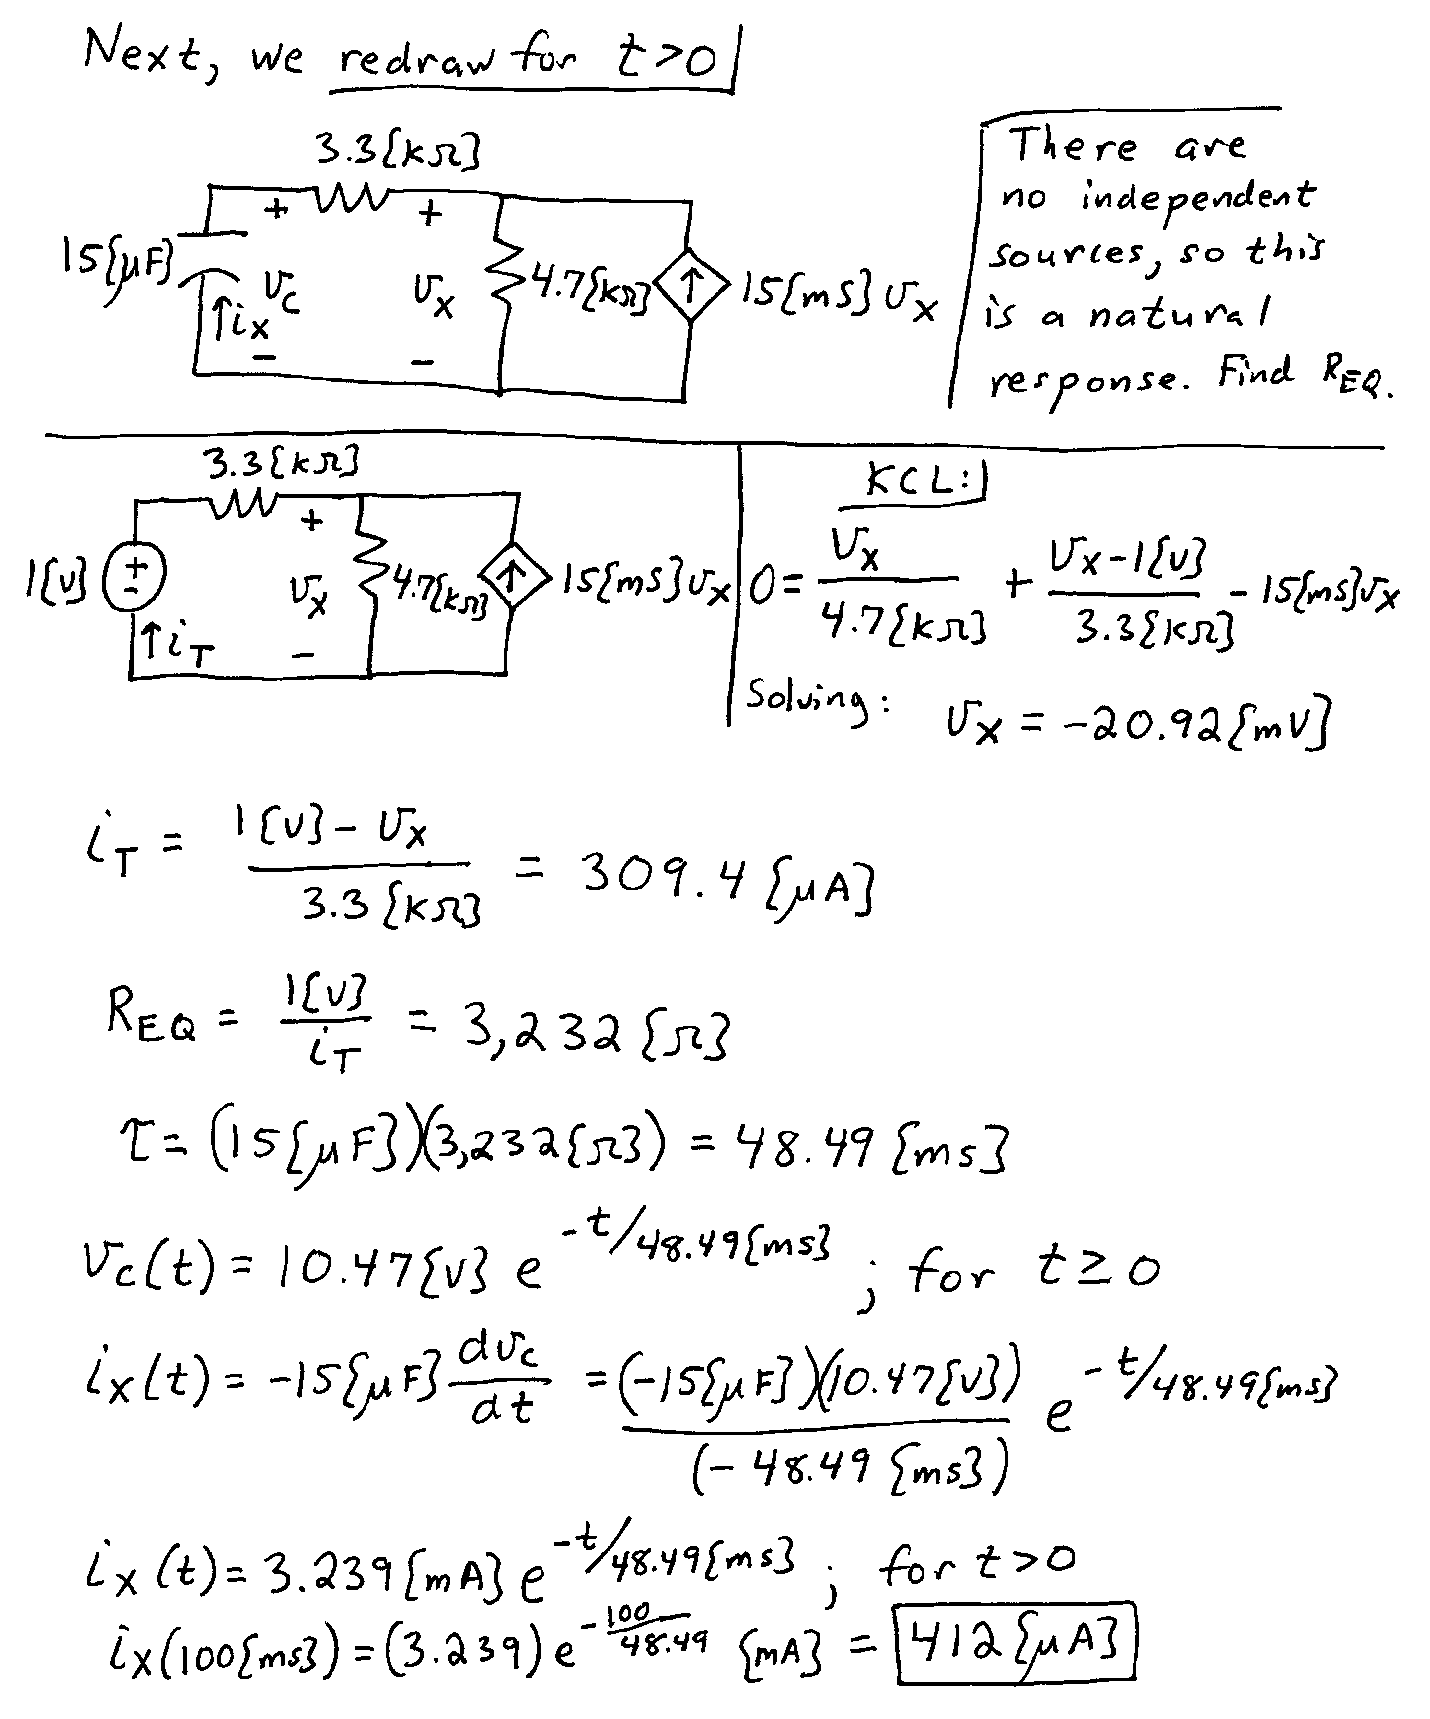 Next, we redraw for t>0
3.3[kΩ]
15[μF]
+
v_C
-
↑i_X
+
v_X
-
4.7[kΩ]
↑
15[mS]v_X
There are
no independent
sources, so this
is a natural
response. Find R_EQ.
3.3[kΩ]
1[V]
+
-
↑i_T
+
v_X
-
4.7[kΩ]
↑
15[mS]v_X
KCL:
0 = v_X / 4.7[kΩ] + (v_X - 1[V]) / 3.3[kΩ] - 15[mS]v_X
Solving: v_X = -20.92[mV]
i_T = (1[V] - v_X) / 3.3[kΩ] = 309.4[μA]
R_EQ = 1[V] / i_T = 3,232[Ω]
τ = (15[μF])(3,232[Ω]) = 48.49[ms]
v_C(t) = 10.47[V] e^(-t/48.49[ms]) ; for t ≥ 0
i_X(t) = -15[μF] dv_C/dt = (-15[μF])(10.47[V]) / (-48.49[ms]) e^(-t/48.49[ms])
i_X(t) = 3.239[mA] e^(-t/48.49[ms]) ; for t>0
i_X(100[ms]) = (3.239) e^(-100/48.49) [mA] = 412[μA]